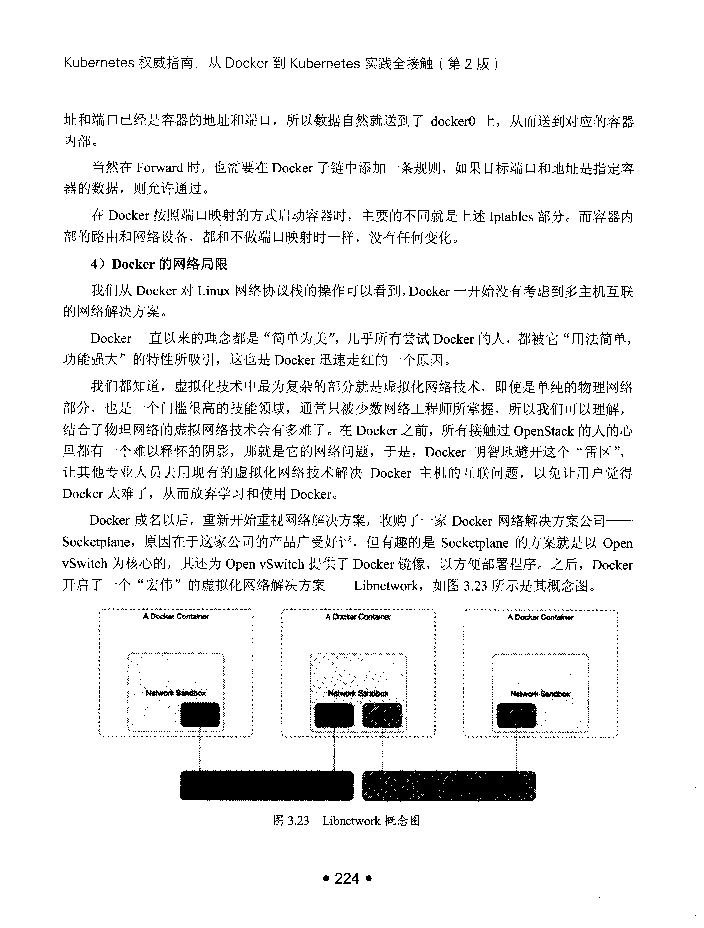 Kubernetes 权威指南：从 Docker 到 Kubernetes 实践全接触（第 2 版）
址和端口已经是容器的地址和端口，所以数据自然就送到了 docker0 上，从而送到对应的容器
内部。
当然在 Forward 时，也需要在 Docker 子链中添加一条规则，如果目标端口和地址是指定容
器的数据，则允许通过。
在 Docker 按照端口映射的方式启动容器时，主要的不同就是上述 Iptables 部分。而容器内
部的路由和网络设备，都和不做端口映射时一样，没有任何变化。
4）Docker 的网络局限
我们从 Docker 对 Linux 网络协议栈的操作可以看到，Docker 一开始没有考虑到多主机互联
的网络解决方案。
Docker 一直以来的理念都是“简单为美”，几乎所有尝试 Docker 的人，都被它“用法简单，
功能强大”的特性所吸引，这也是 Docker 迅速走红的一个原因。
我们都知道，虚拟化技术中最为复杂的部分就是虚拟化网络技术，即使是单纯的物理网络
部分，也是一个门槛很高的技能领域，通常只被少数网络工程师所掌握，所以我们可以理解，
结合了物理网络的虚拟网络技术会有多难了。在 Docker 之前，所有接触过 OpenStack 的人的心
里都有一个难以释怀的阴影，那就是它的网络问题，于是，Docker 明智地避开这个“雷区”，
让其他专业人员去用现有的虚拟化网络技术解决 Docker 主机的互联问题，以免让用户觉得
Docker 太难了，从而放弃学习和使用 Docker。
Docker 成名以后，重新开始重视网络解决方案，收购了一家 Docker 网络解决方案公司——
Socketplane，原因在于这家公司的产品广受好评，但有趣的是 Socketplane 的方案就是以 Open
vSwitch 为核心的，其还为 Open vSwitch 提供了 Docker 镜像，以方便部署程序。之后，Docker
开启了一个“宏伟”的虚拟化网络解决方案——Libnetwork，如图 3.23 所示是其概念图。
A Docker Container
A Docker Container
A Docker Container
Network Sandbox
Network Sandbox
Network Sandbox
图 3.23 Libnetwork 概念图
• 224 •